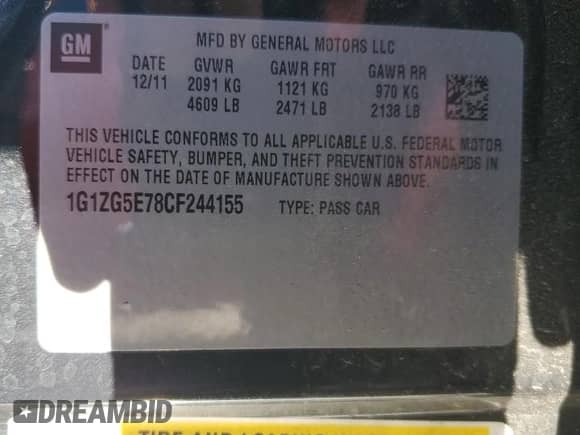 GM
MFD BY GENERAL MOTORS LLC
DATE GVWR GAWR FRT GAWR RR
12/11 2091 KG 1121 KG 970 KG
4609 LB 2471 LB 2138 LB
THIS VEHICLE CONFORMS TO ALL APPLICABLE U.S. FEDERAL MOTOR
VEHICLE SAFETY, BUMPER, AND THEFT PREVENTION STANDARDS IN
EFFECT ON THE DATE OF MANUFACTURE SHOWN ABOVE.
1G1ZG5E78CF244155 TYPE: PASS CAR
DREAMBID
TIRE AND